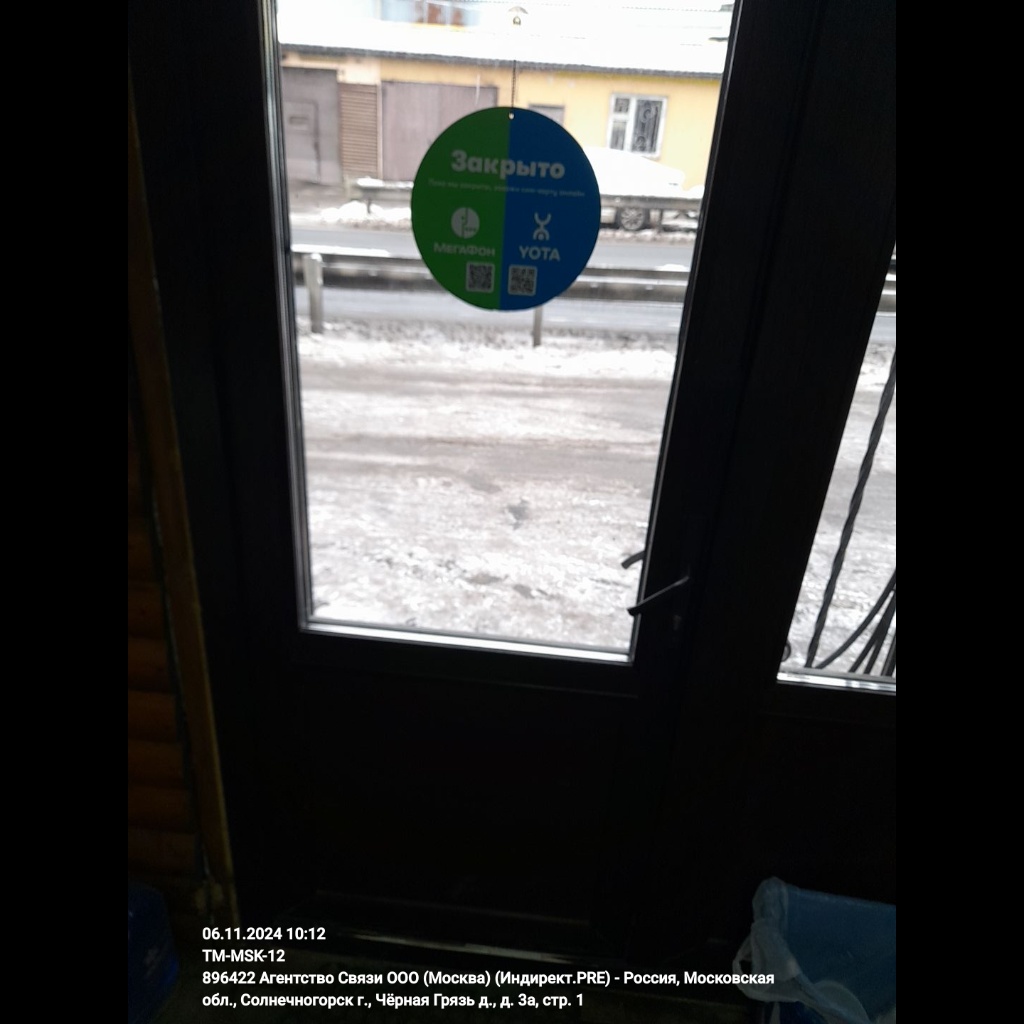 Закрыто
МЕГАФОН
YOTA
06.11.2024 10:12
TM-MSK-12
896422 Агентство Связи ООО (Москва) (Индирект.PRE) - Россия, Московская
обл., Солнечногорск г., Чёрная Грязь д., д. 3а, стр. 1